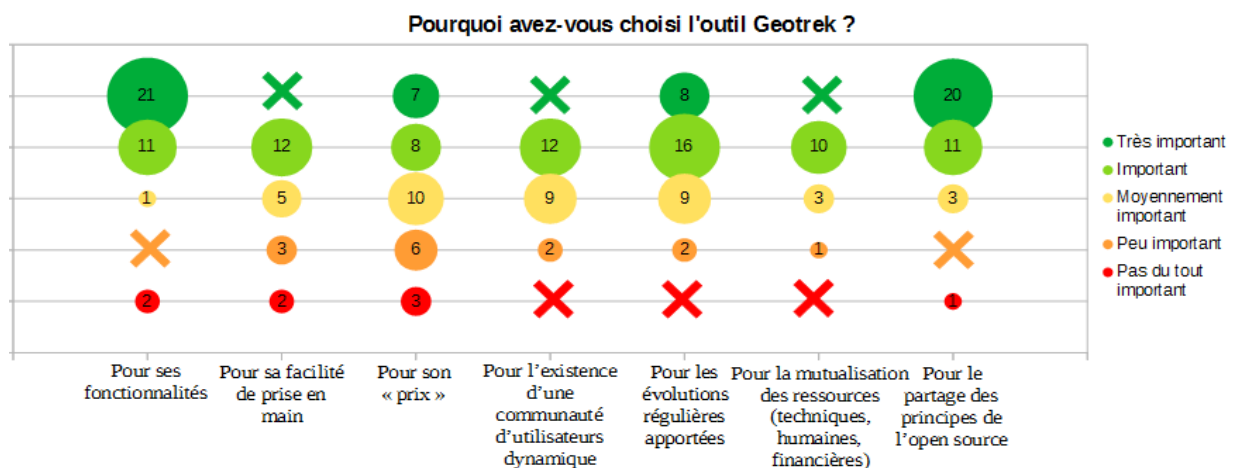 Pourquoi avez-vous choisi l'outil Geotrek ?
21
7
8
20
11
12
8
12
16
10
11
1
5
10
9
9
3
3
3
6
2
2
1
2
2
3
1
Très important
Important
Moyennement
important
Peu important
Pas du tout
important
Pour ses
fonctionnalités
Pour sa facilité
de prise en
main
Pour son
« prix »
Pour l’existence
d’une
communauté
d’utilisateurs
dynamique
Pour les
évolutions
régulières
apportées
Pour la mutualisation
des ressources
(techniques,
humaines,
financières)
Pour le
partage des
principes de
l’open source